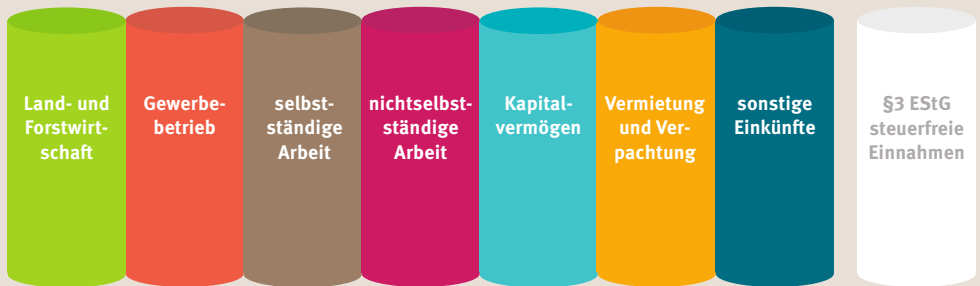 Land- und
Forstwirt-
schaft
Gewerbe-
betrieb
selbst-
ständige
Arbeit
nichtselbst-
ständige
Arbeit
Kapital-
vermögen
Vermietung
und Ver-
pachtung
sonstige
Einkünfte
§3 EStG
steuerfreie
Einnahmen